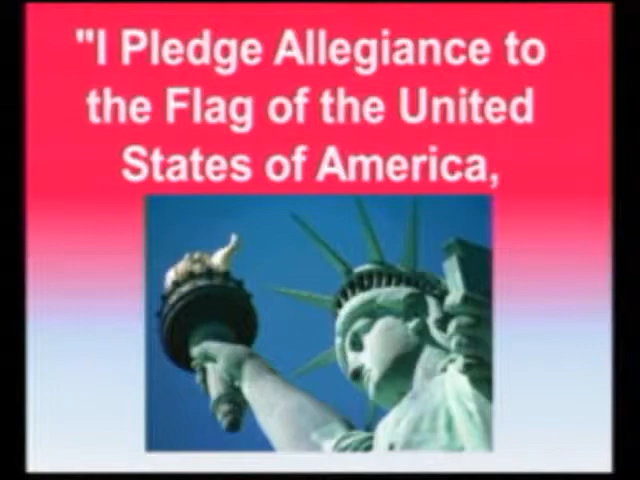 "I Pledge Allegiance to
the Flag of the United
States of America,